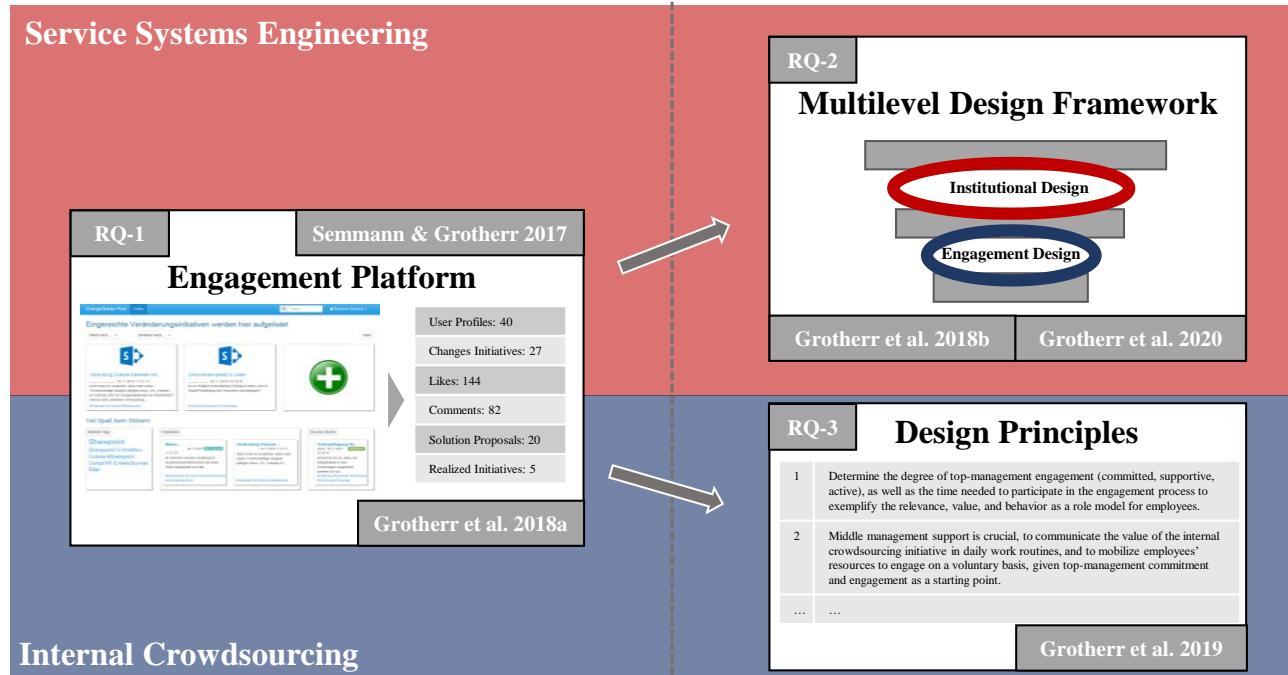 Service Systems Engineering
RQ-1
Semmann & Grotherr 2017
Engagement Platform
Eingereichte Veränderungsinitiativen werden hier aufgelistet
Viel Spaß beim Stöbern
Sharepoint
User Profiles: 40
Changes Initiatives: 27
Likes: 144
Comments: 82
Solution Proposals: 20
Realized Initiatives: 5
Grotherr et al. 2018a
RQ-2
Multilevel Design Framework
Institutional Design
Engagement Design
Grotherr et al. 2018b
Grotherr et al. 2020
RQ-3
Design Principles
1
Determine the degree of top-management engagement (committed, supportive,
active), as well as the time needed to participate in the engagement process to
exemplify the relevance, value, and behavior as a role model for employees.
2
Middle management support is crucial, to communicate the value of the internal
crowdsourcing initiative in daily work routines, and to mobilize employees’
resources to engage on a voluntary basis, given top-management commitment
and engagement as a starting point.
…
…
Grotherr et al. 2019
Internal Crowdsourcing